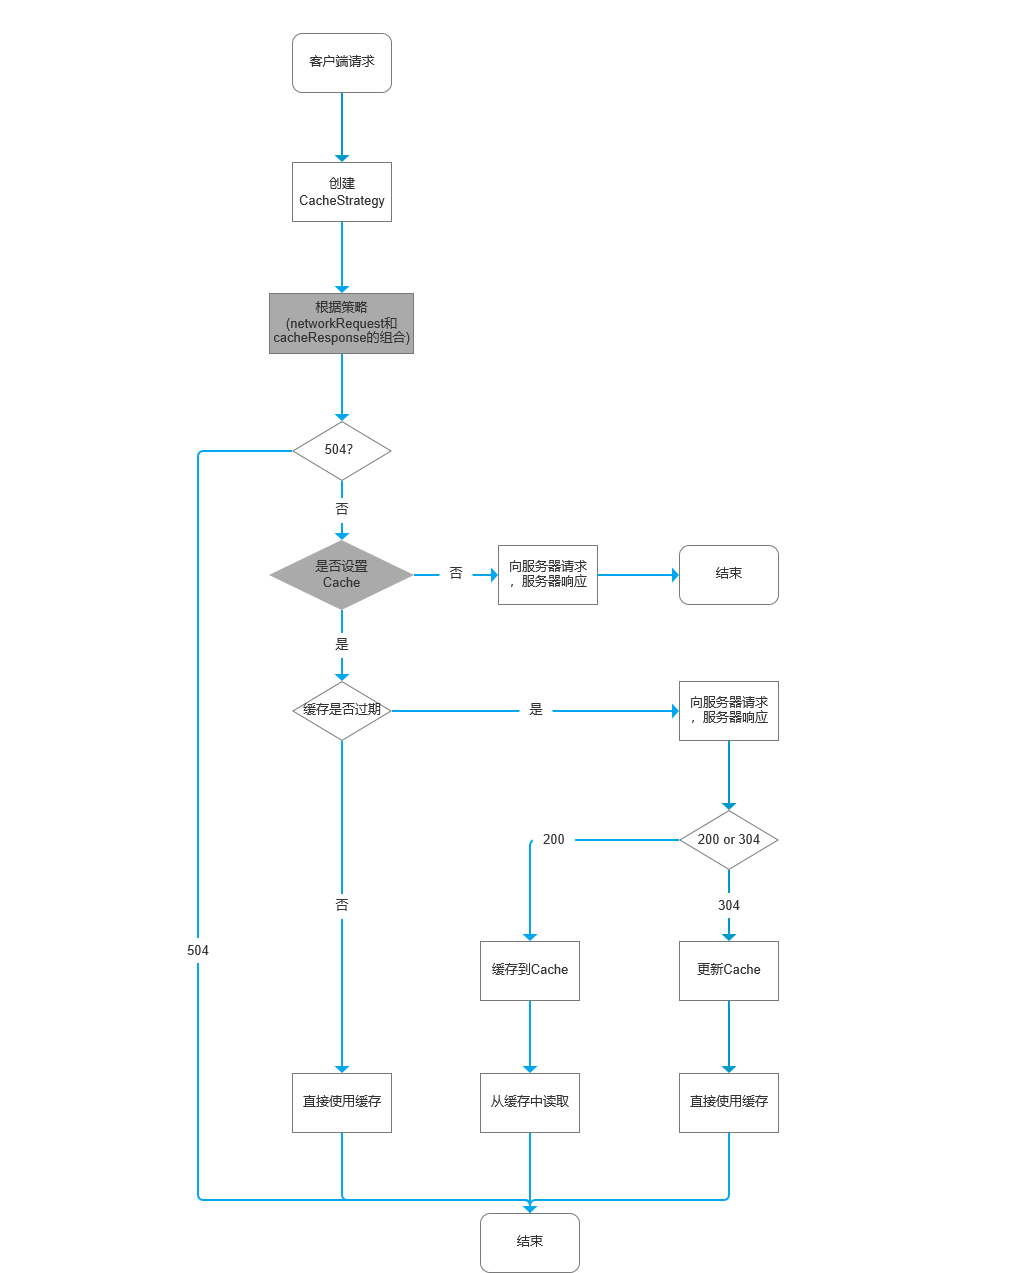 客户端请求
创建
CacheStrategy
根据策略
(networkRequest和
cacheResponse的组合)
504?
否
是否设置
Cache
否
向服务器请求
，服务器响应
结束
是
缓存是否过期
是
向服务器请求
，服务器响应
200
200 or 304
否
304
504
缓存到Cache
更新Cache
直接使用缓存
从缓存中读取
直接使用缓存
结束